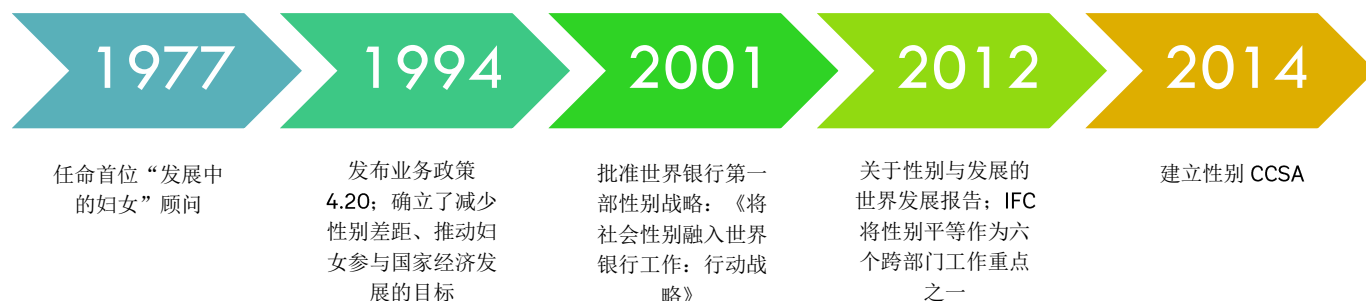 1977
1994
2001
2012
2014
任命首位“发展中
的妇女”顾问
发布业务政策
4.20；确立了减少
性别差距、推动妇
女参与国家经济发
展的目标
批准世界银行第一
部性别战略：《将
社会性别融入世界
银行工作：行动战
略》
关于性别与发展的
世界发展报告；IFC
将性别平等作为六
个跨部门工作重点
之一
建立性别 CCSA